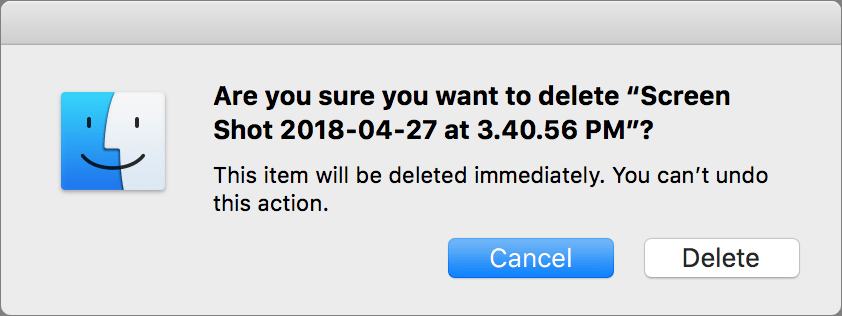 Are you sure you want to delete “Screen
Shot 2018-04-27 at 3.40.56 PM”?
This item will be deleted immediately. You can’t undo
this action.
Cancel
Delete